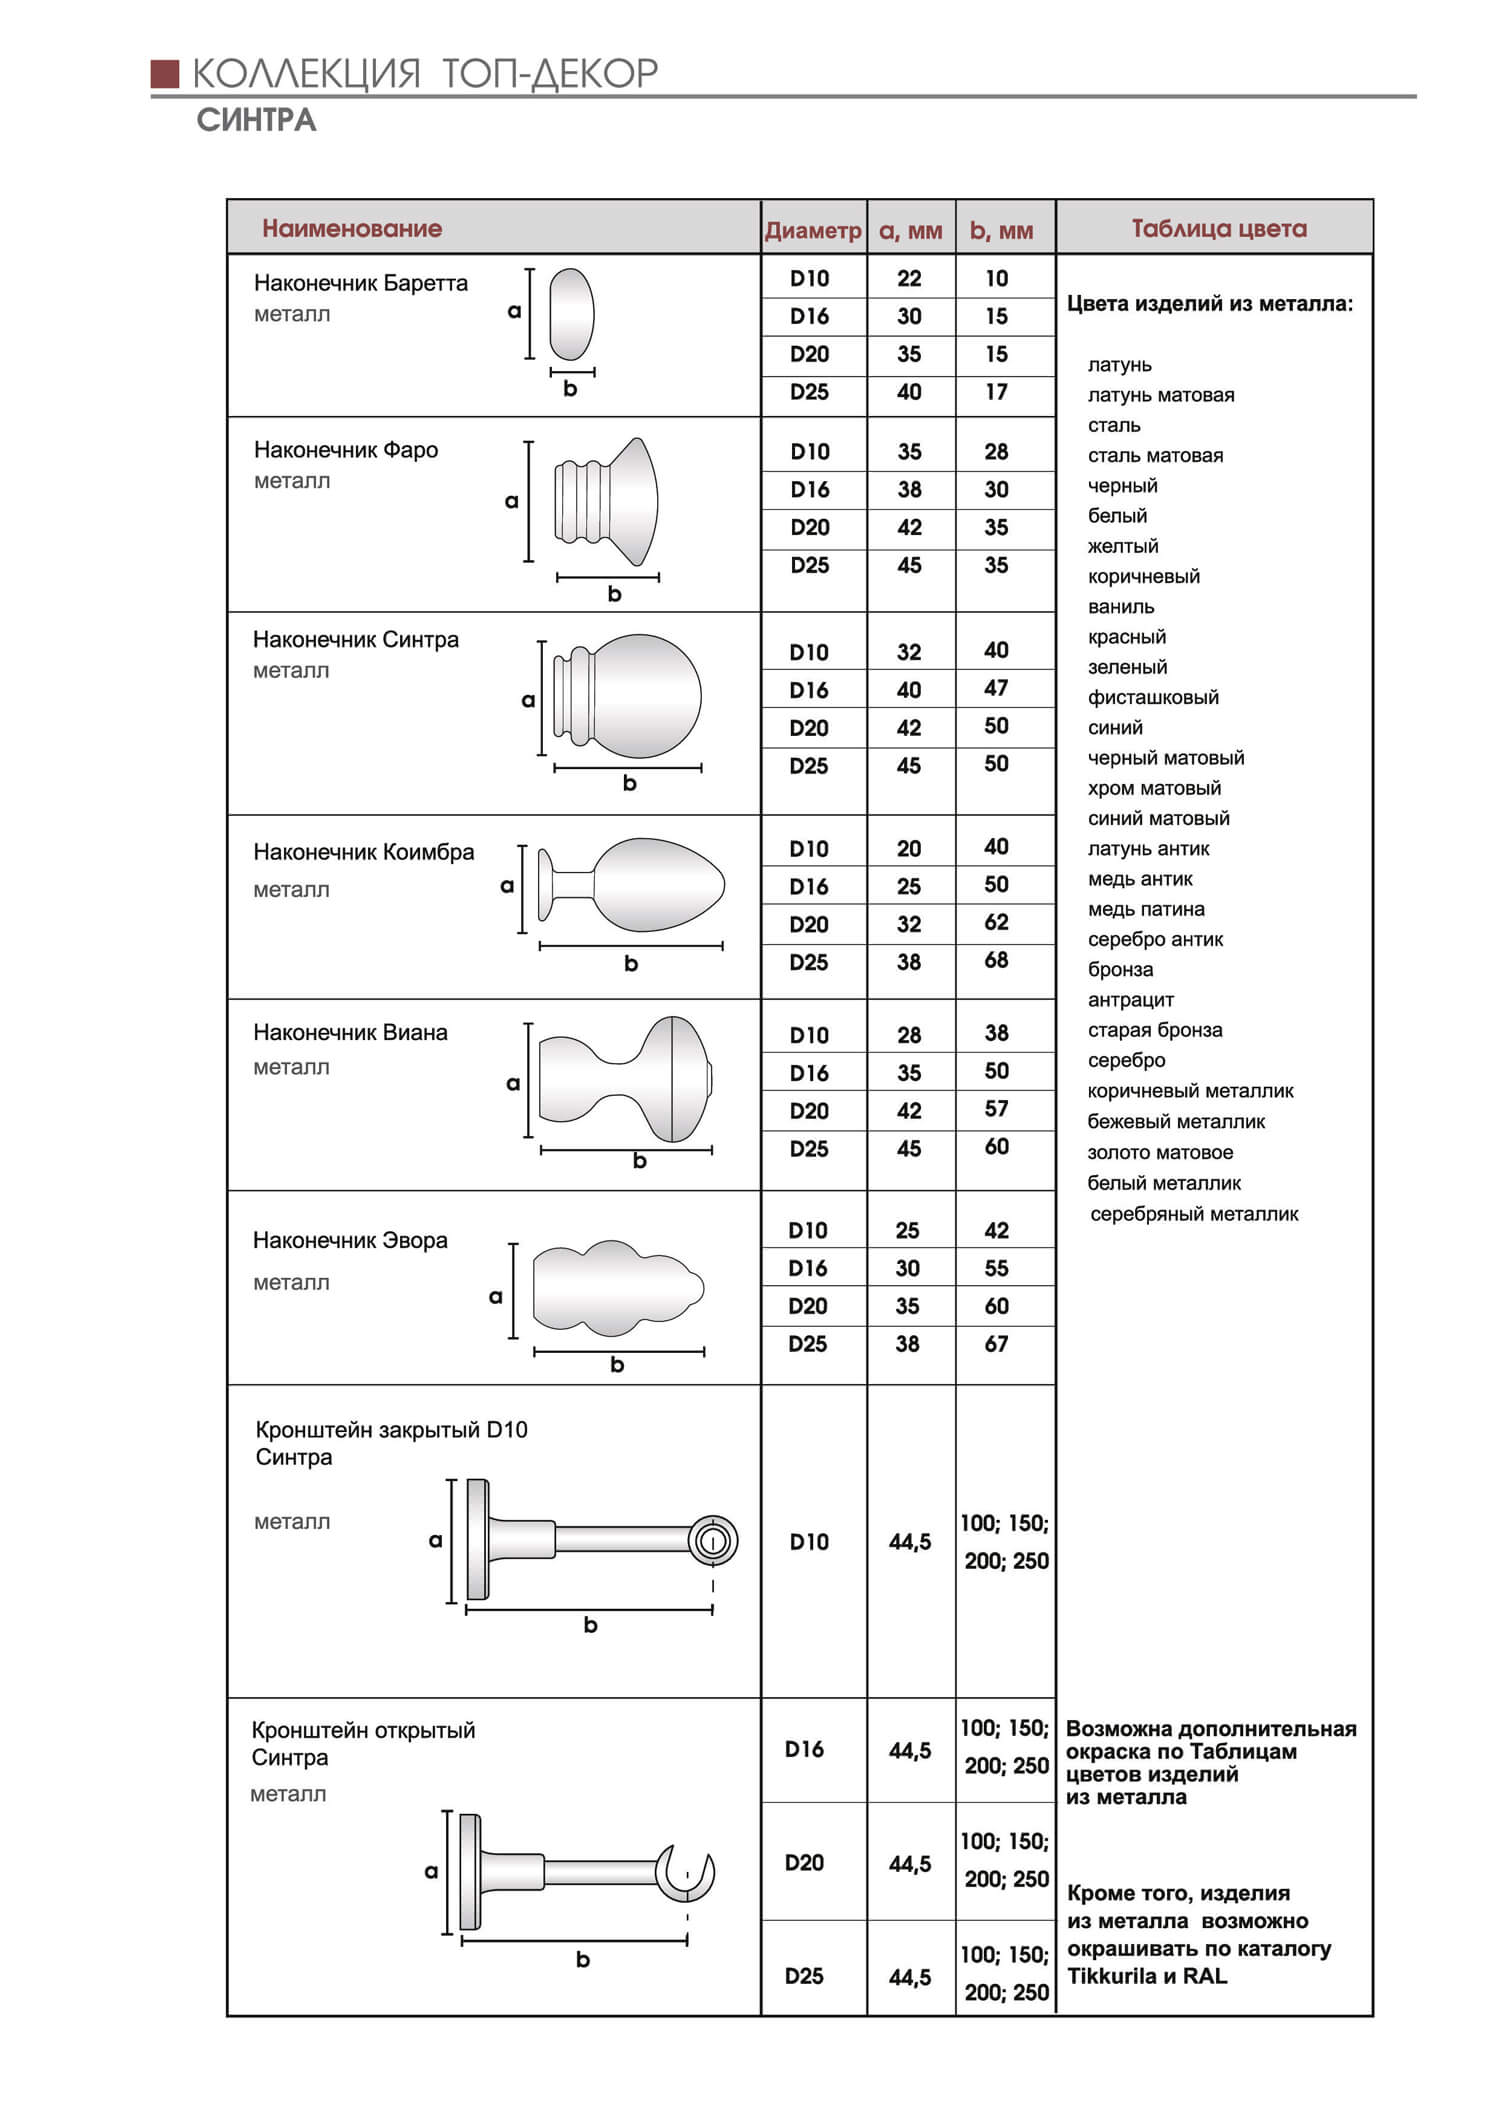 КОЛЛЕКЦИЯ ТОП-ДЕКОР
СИНТРА
Наименование Диаметр a, мм b, мм Таблица цвета
Наконечник Баретта
металл
a
b
D10 22 10
D16 30 15
D20 35 15
D25 40 17
Наконечник Фаро
металл
a
b
D10 35 28
D16 38 30
D20 42 35
D25 45 35
Наконечник Синтра
металл
a
b
D10 32 40
D16 40 47
D20 42 50
D25 45 50
Наконечник Коимбра
металл
a
b
D10 20 40
D16 25 50
D20 32 62
D25 38 68
Наконечник Виана
металл
a
b
D10 28 38
D16 35 50
D20 42 57
D25 45 60
Наконечник Эвора
металл
a
b
D10 25 42
D16 30 55
D20 35 60
D25 38 67
Кронштейн закрытый D10
Синтра
металл
a
b
D10 44,5 100; 150;
200; 250
Кронштейн открытый
Синтра
металл
a
b
D16 44,5 100; 150;
200; 250
D20 44,5 100; 150;
200; 250
D25 44,5 100; 150;
200; 250
Цвета изделий из металла:
латунь
латунь матовая
сталь
сталь матовая
черный
белый
желтый
коричневый
ваниль
красный
зеленый
фисташковый
синий
черный матовый
хром матовый
синий матовый
латунь антик
медь антик
медь патина
серебро антик
бронза
антрацит
старая бронза
серебро
коричневый металлик
бежевый металлик
золото матовое
белый металлик
серебряный металлик
Возможна дополнительная
окраска по Таблицам
цветов изделий
из металла
Кроме того, изделия
из металла возможно
окрашивать по каталогу
Tikkurila и RAL